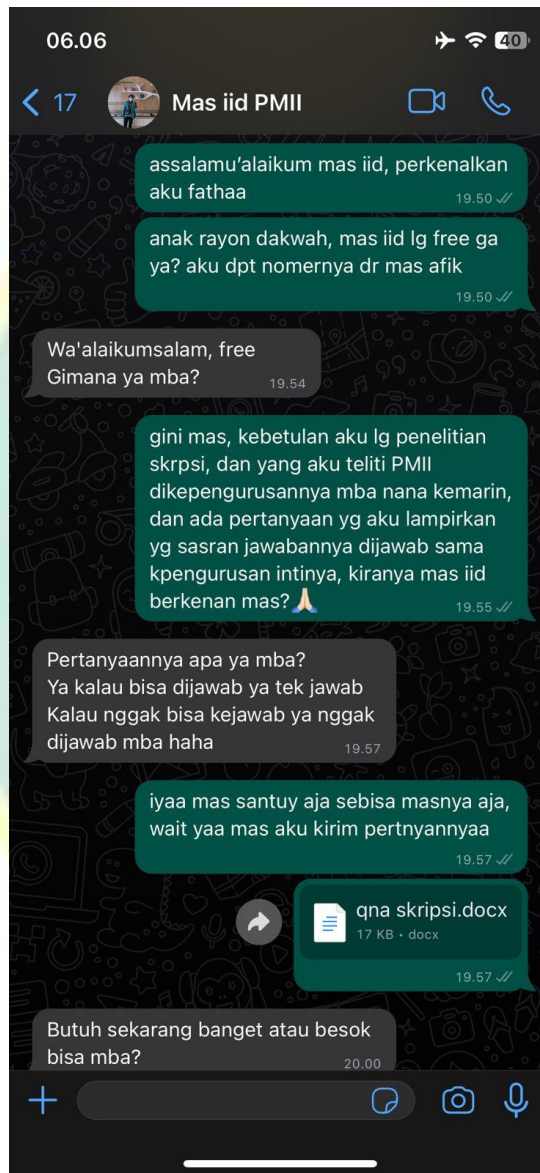 06.06
40
17
Mas iid PMII
assalamu'alaikum mas iid, perkenalkan
aku fathaa
19.50
anak rayon dakwah, mas iid lg free ga
ya? aku dpt nomernya dr mas afik
19.50
Wa'alaikumsalam, free
Gimana ya mba?
19.54
gini mas, kebetulan aku lg penelitian
skrpsi, dan yang aku teliti PMII
dikepengurusannya mba nana kemarin,
dan ada pertanyaan yg aku lampirkan
yg sasran jawabannya dijawab sama
kpengurusan intinya, kiranya mas iid
berkenan mas?🙏🏻
19.55
Pertanyaannya apa ya mba?
Ya kalau bisa dijawab ya tek jawab
Kalau nggak bisa kejawab ya nggak
dijawab mba haha
19.57
iyaa mas santuy aja sebisa masnya aja,
wait yaa mas aku kirim pertnyannyaa
19.57
qna skripsi.docx
17 KB • docx
19.57
Butuh sekarang banget atau besok
bisa mba?
20.00